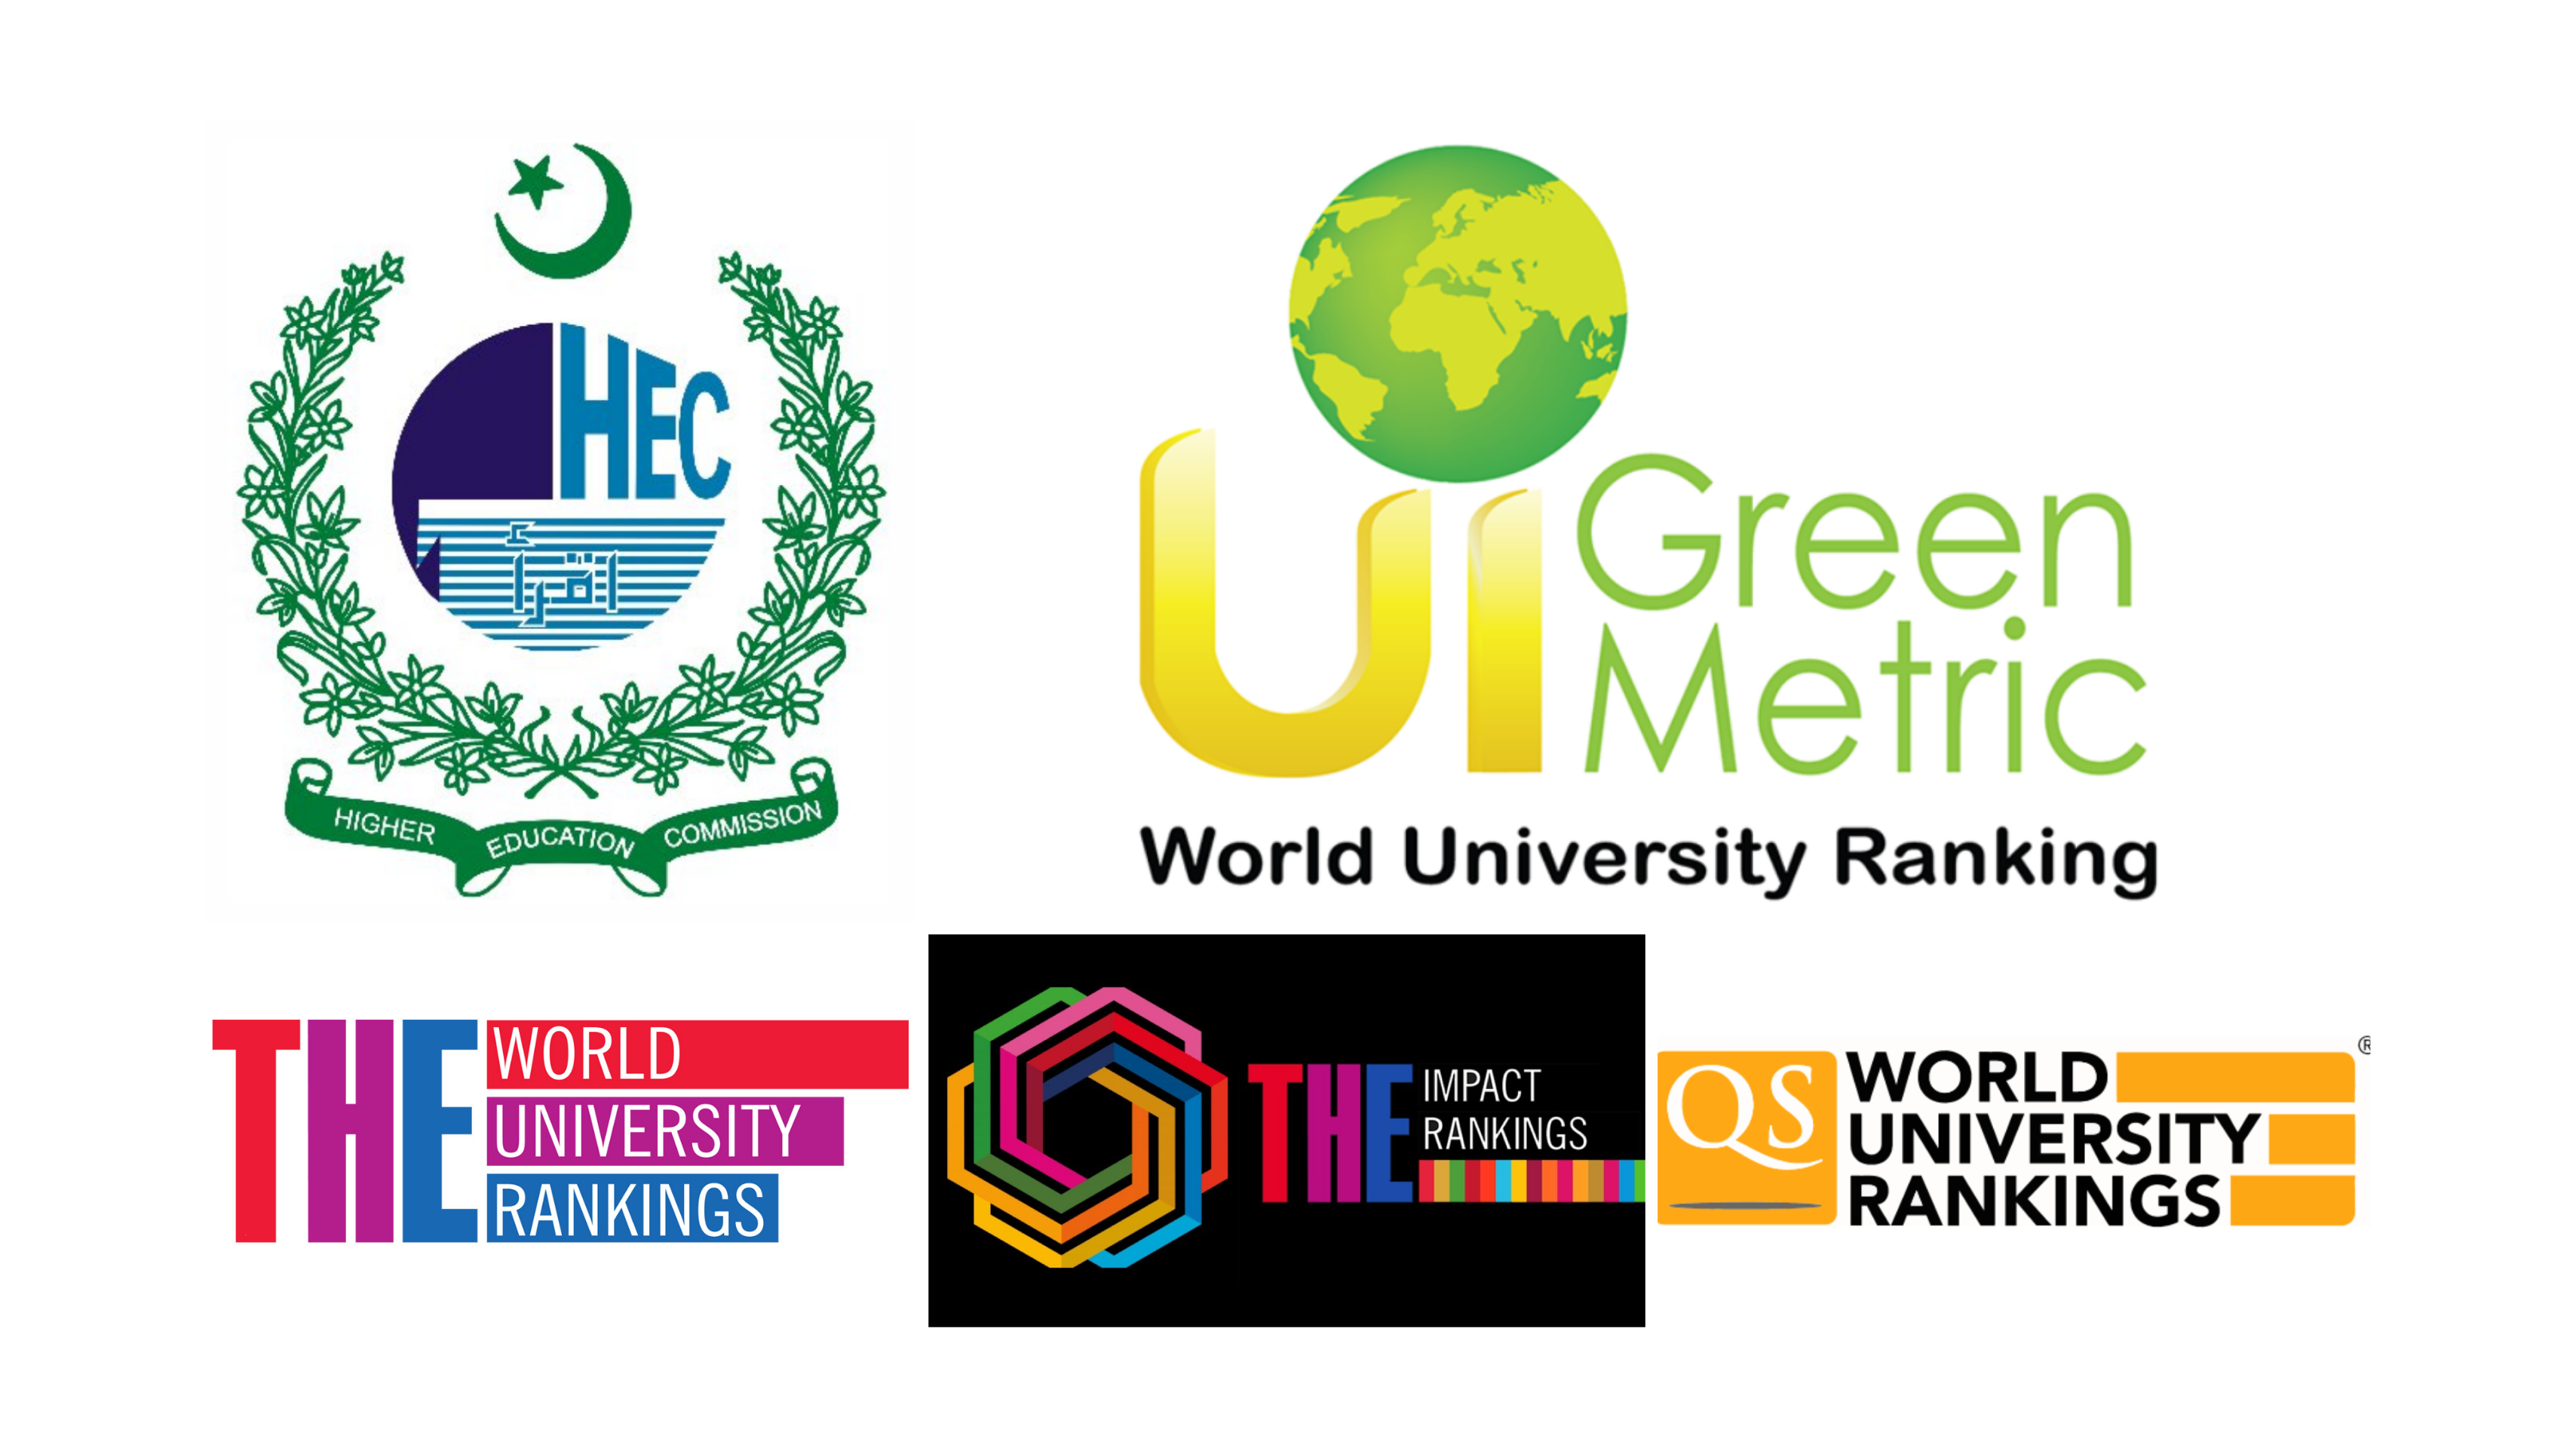 HEC
اقرأ
HIGHER EDUCATION COMMISSION
UI Green
Metric
World University Ranking
THE WORLD
UNIVERSITY
RANKINGS
THE IMPACT
RANKINGS
QS WORLD
UNIVERSITY
RANKINGS
®